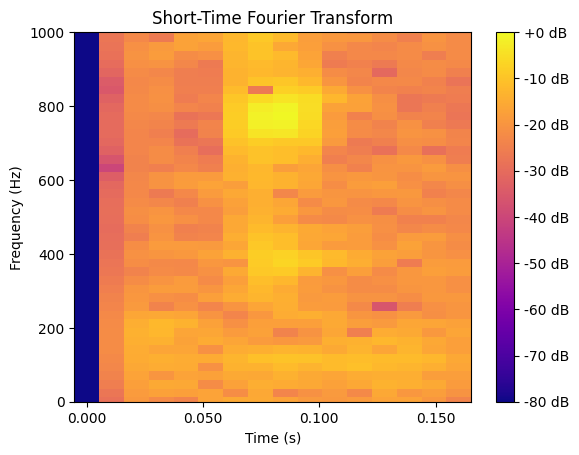 Short-Time Fourier Transform
1000
800
600
400
200
0
Frequency (Hz)
0.000
0.050
0.100
0.150
Time (s)
+0 dB
-10 dB
-20 dB
-30 dB
-40 dB
-50 dB
-60 dB
-70 dB
-80 dB